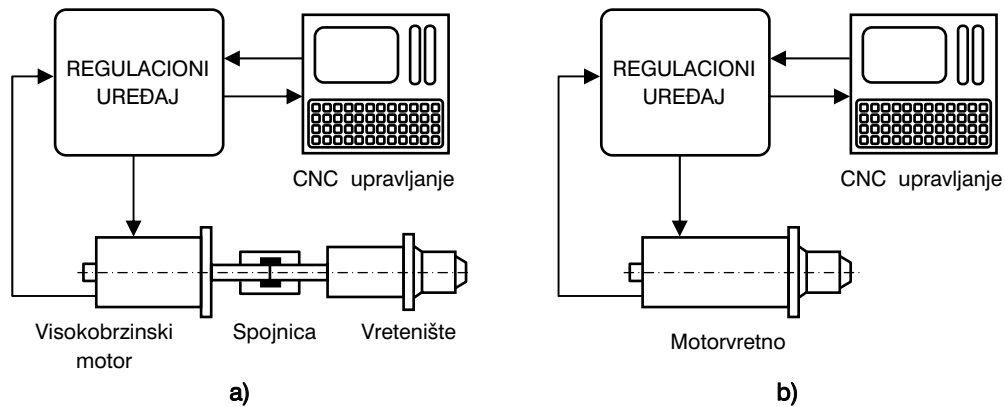 REGULACIONI
UREĐAJ
CNC upravljanje
Visokobrzinski
motor
Spojnica
Vretenište
a)
REGULACIONI
UREĐAJ
CNC upravljanje
Motorvretno
b)